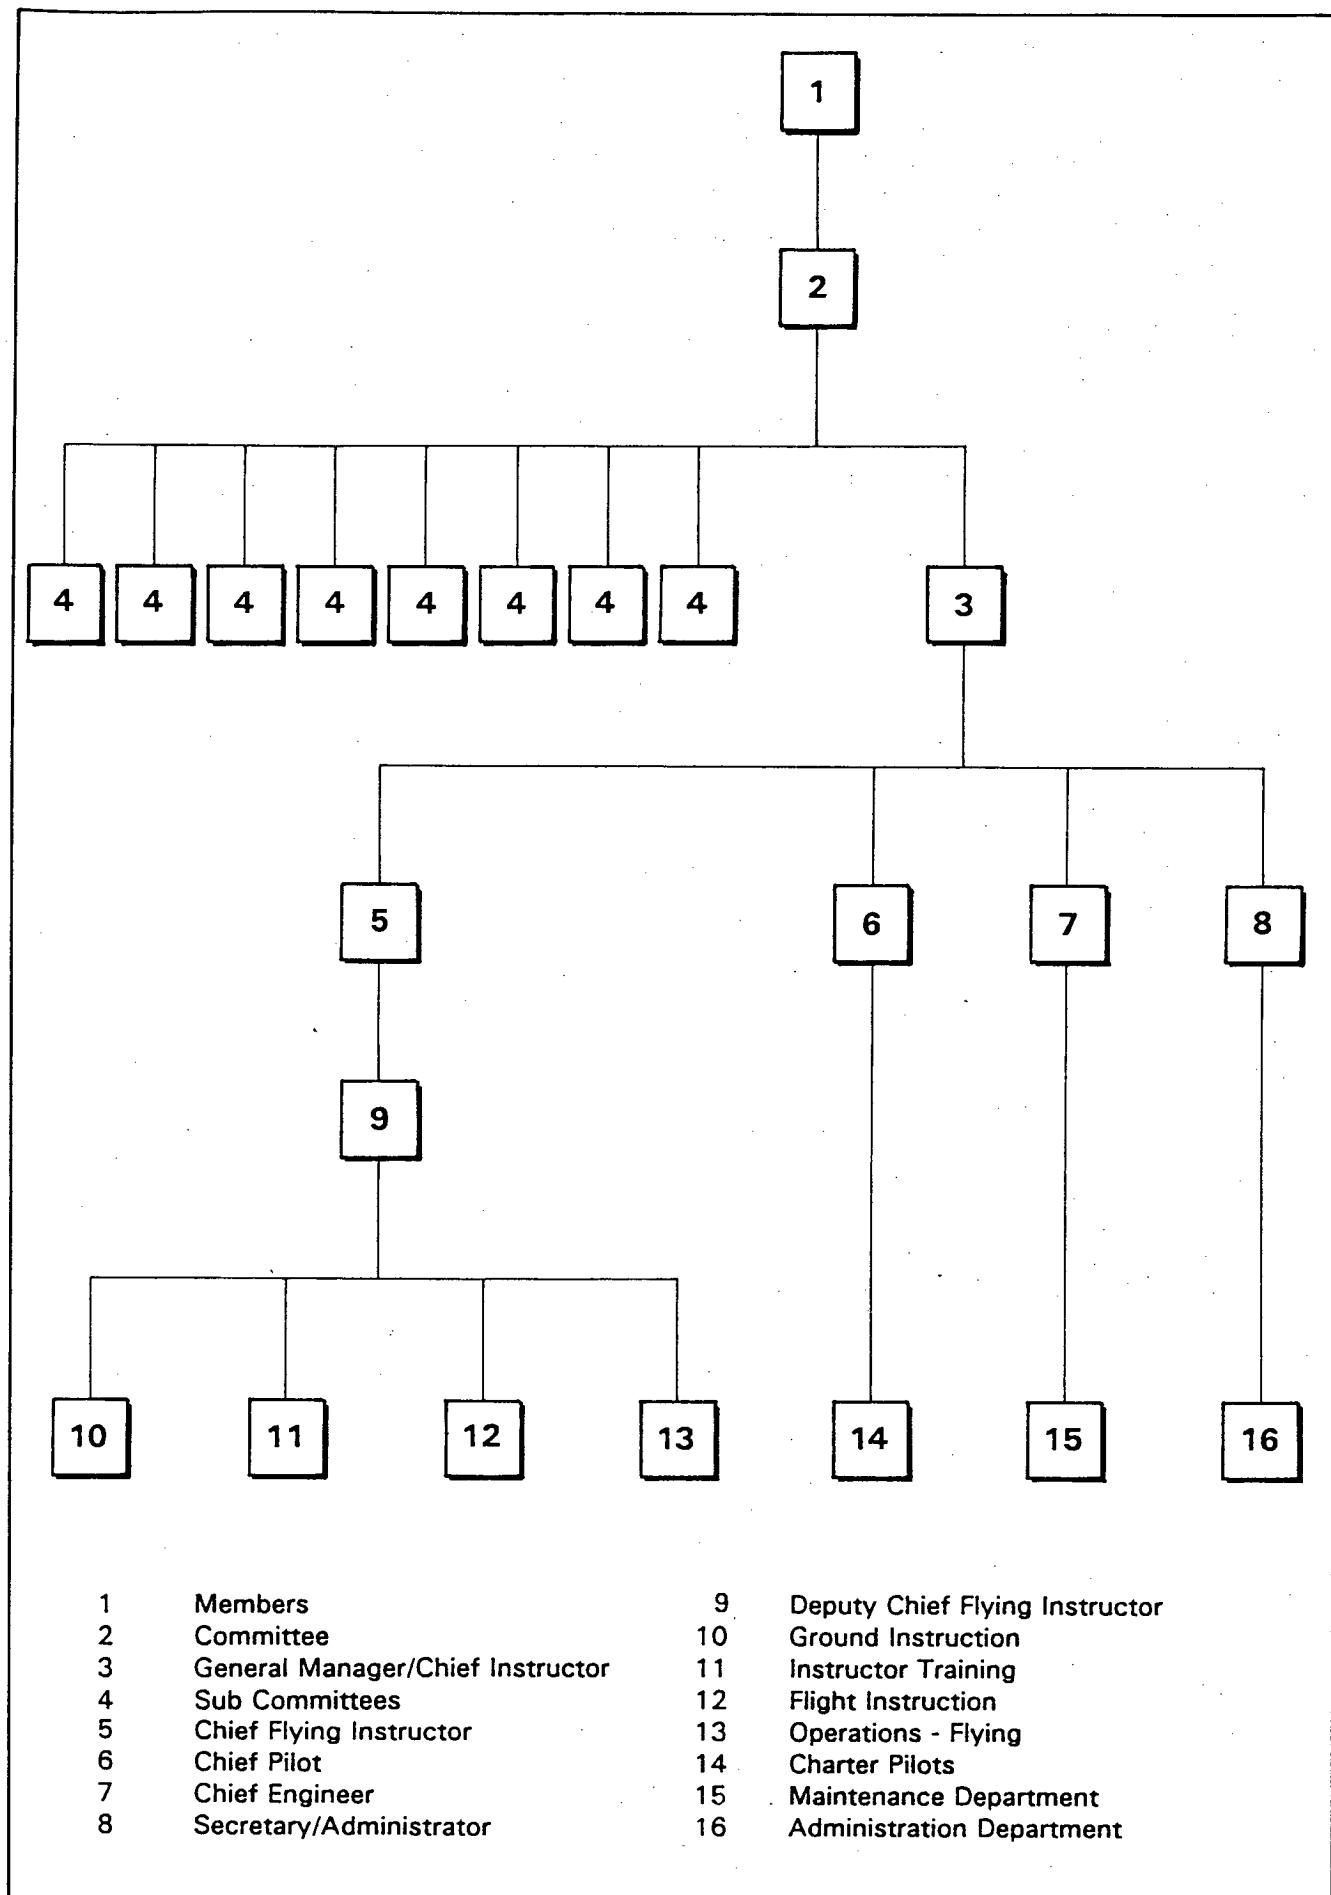 1
2
4 4 4 4 4 4 4 4 3
5 6 7 8
9
10 11 12 13 14 15 16
1 Members
2 Committee
3 General Manager/Chief Instructor
4 Sub Committees
5 Chief Flying Instructor
6 Chief Pilot
7 Chief Engineer
8 Secretary/Administrator
9 Deputy Chief Flying Instructor
10 Ground Instruction
11 Instructor Training
12 Flight Instruction
13 Operations - Flying
14 Charter Pilots
15 Maintenance Department
16 Administration Department